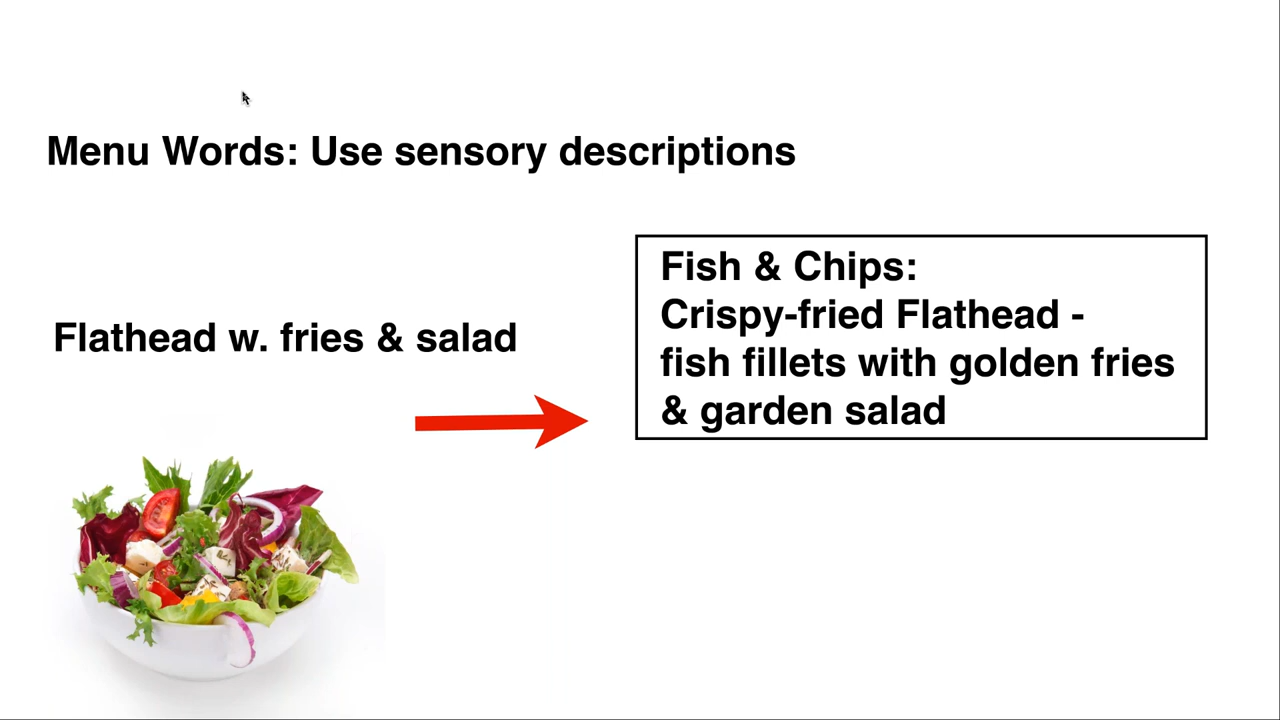 Menu Words: Use sensory descriptions
Flathead w. fries & salad
Fish & Chips:
Crispy-fried Flathead -
fish fillets with golden fries
& garden salad